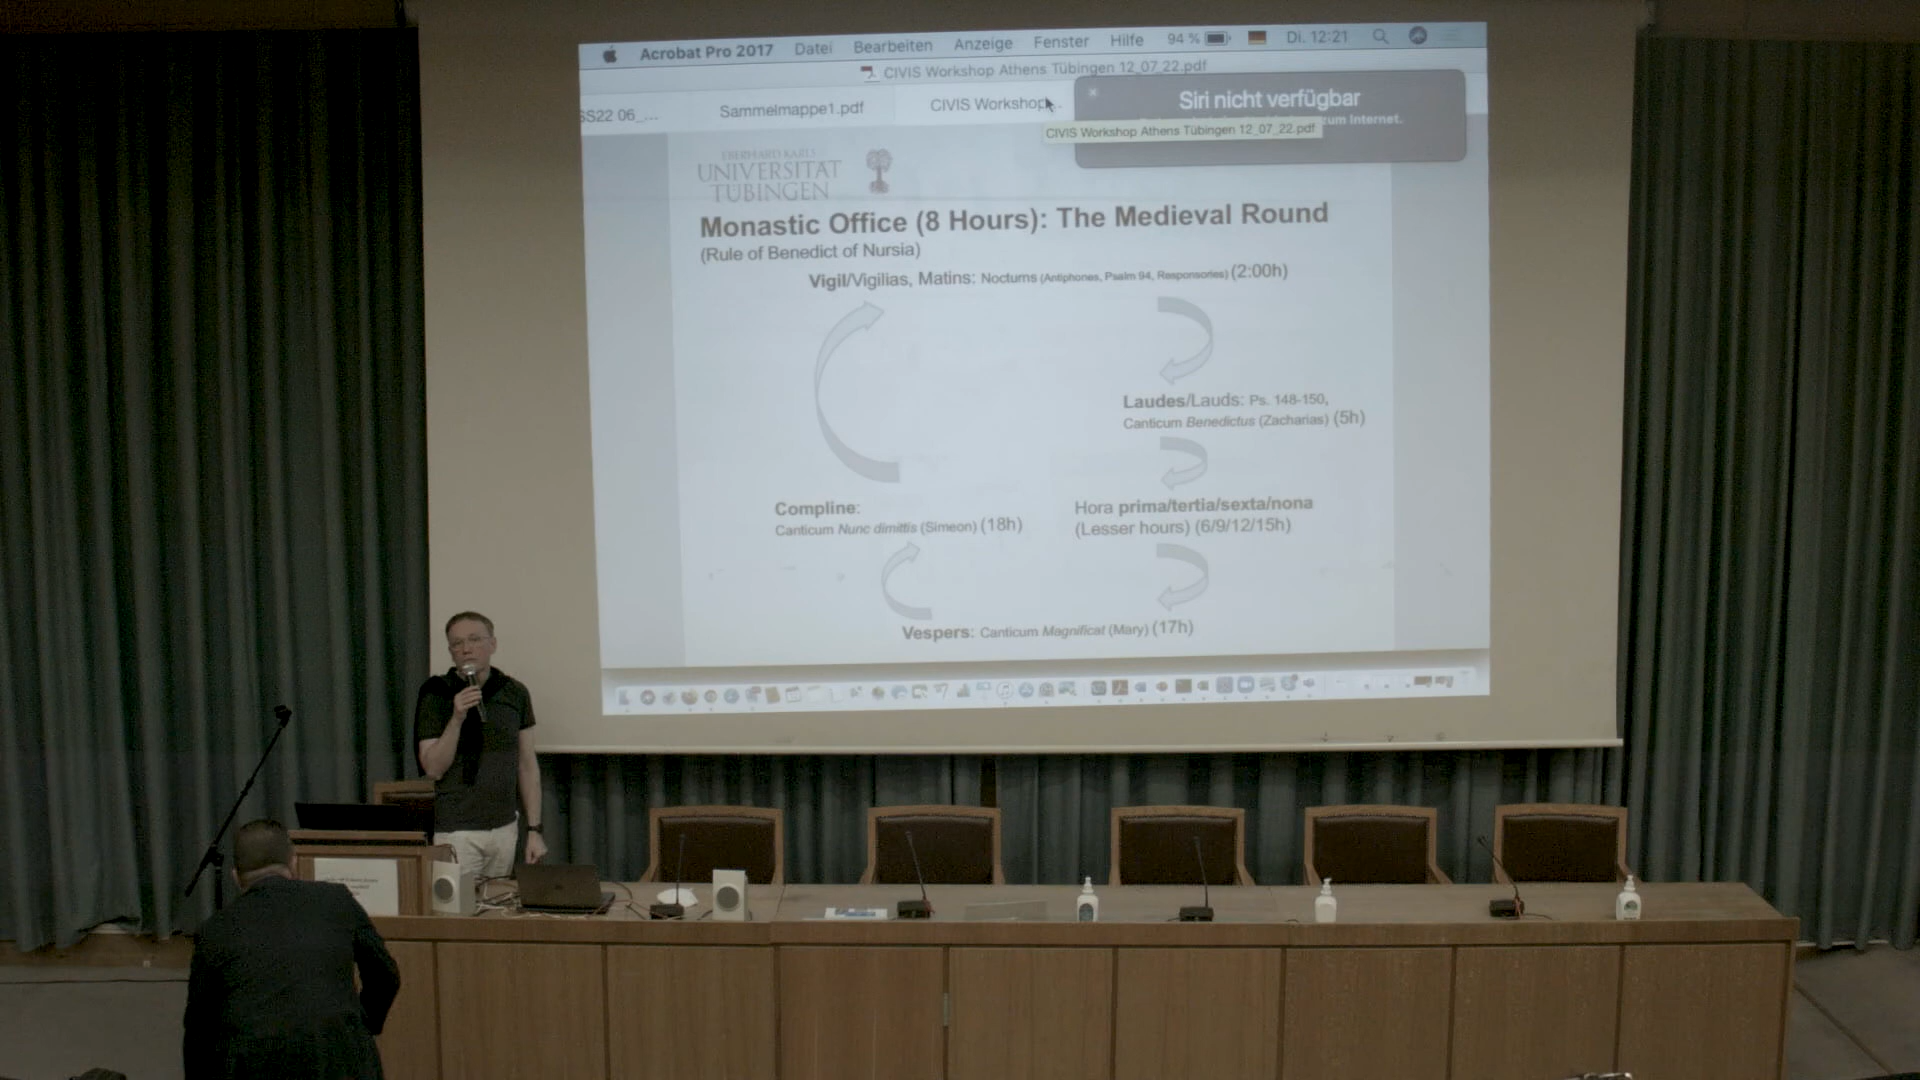 Acrobat Pro 2017 Datei Bearbeiten Anzeige Fenster Hilfe 94 % Di. 12:21
CIVIS Workshop Athens Tübingen 12_07_22.pdf
SS22 06_... Sammelmappe1.pdf CIVIS Workshop...
Siri nicht verfügbar
zum Internet.
CIVIS Workshop Athens Tübingen 12_07_22.pdf
EBERHARD KARLS
UNIVERSITÄT
TÜBINGEN
Monastic Office (8 Hours): The Medieval Round
(Rule of Benedict of Nursia)
Vigil/Vigilias, Matins: Nocturns (Antiphones, Psalm 94, Responsories) (2:00h)
Laudes/Lauds: Ps. 148-150,
Canticum Benedictus (Zacharias) (5h)
Compline:
Canticum Nunc dimittis (Simeon) (18h)
Hora prima/tertia/sexta/nona
(Lesser hours) (6/9/12/15h)
Vespers: Canticum Magnificat (Mary) (17h)